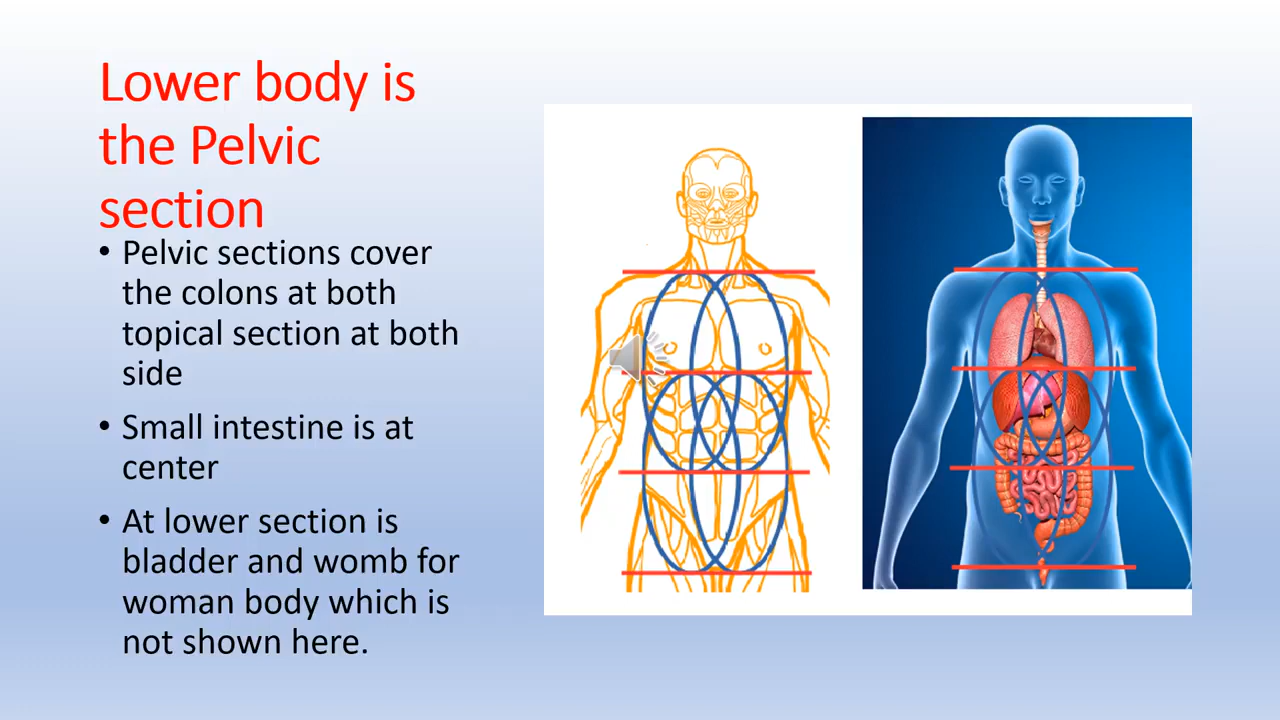 Lower body is
the Pelvic
section
• Pelvic sections cover
the colons at both
topical section at both
side
• Small intestine is at
center
• At lower section is
bladder and womb for
woman body which is
not shown here.